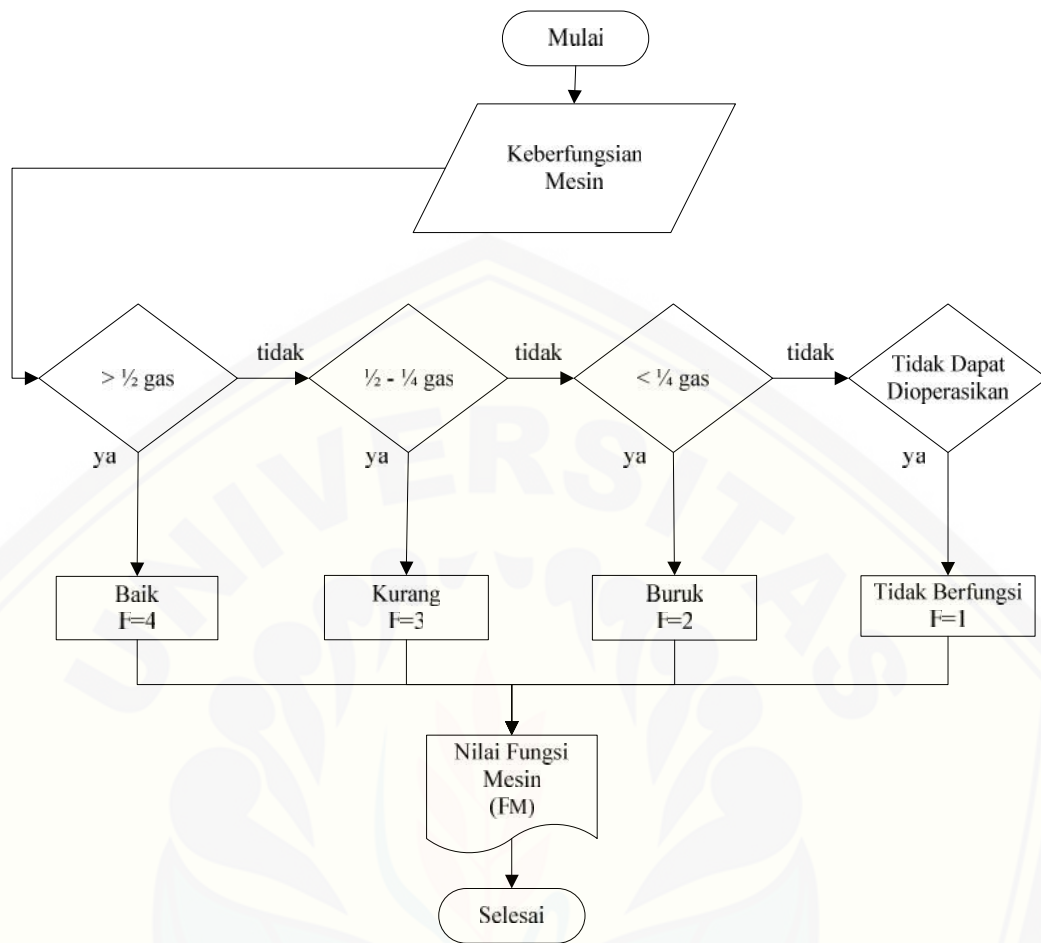 Mulai
Keberfungsian
Mesin
> ½ gas
tidak
½ - ¼ gas
tidak
< ¼ gas
tidak
Tidak Dapat
Dioperasikan
ya
ya
ya
ya
Baik
F=4
Kurang
F=3
Buruk
F=2
Tidak Berfungsi
F=1
Nilai Fungsi
Mesin
(FM)
Selesai
UNIVERSITAS